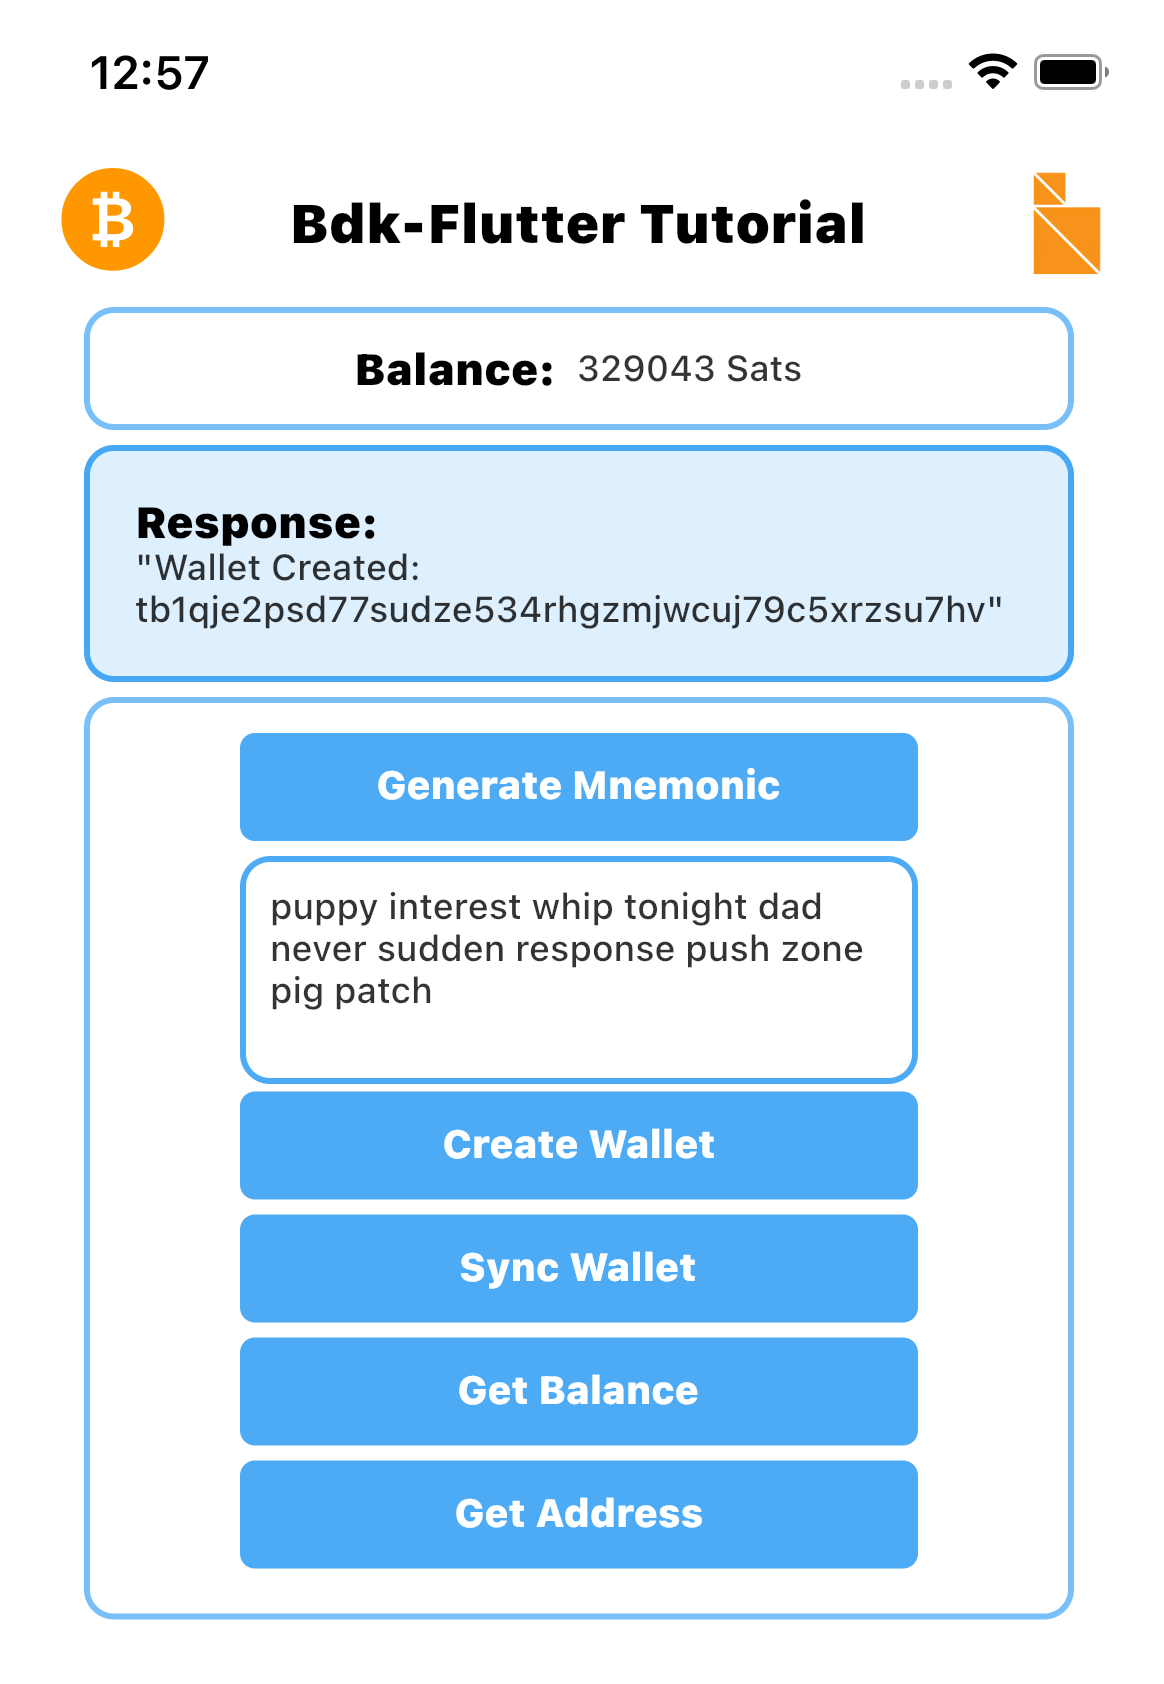 12:57
Bdk-Flutter Tutorial
Balance: 329043 Sats
Response:
"Wallet Created:
tb1qje2psd77sudze534rhgzmjwcuj79c5xrzsu7hv"
Generate Mnemonic
puppy interest whip tonight dad
never sudden response push zone
pig patch
Create Wallet
Sync Wallet
Get Balance
Get Address